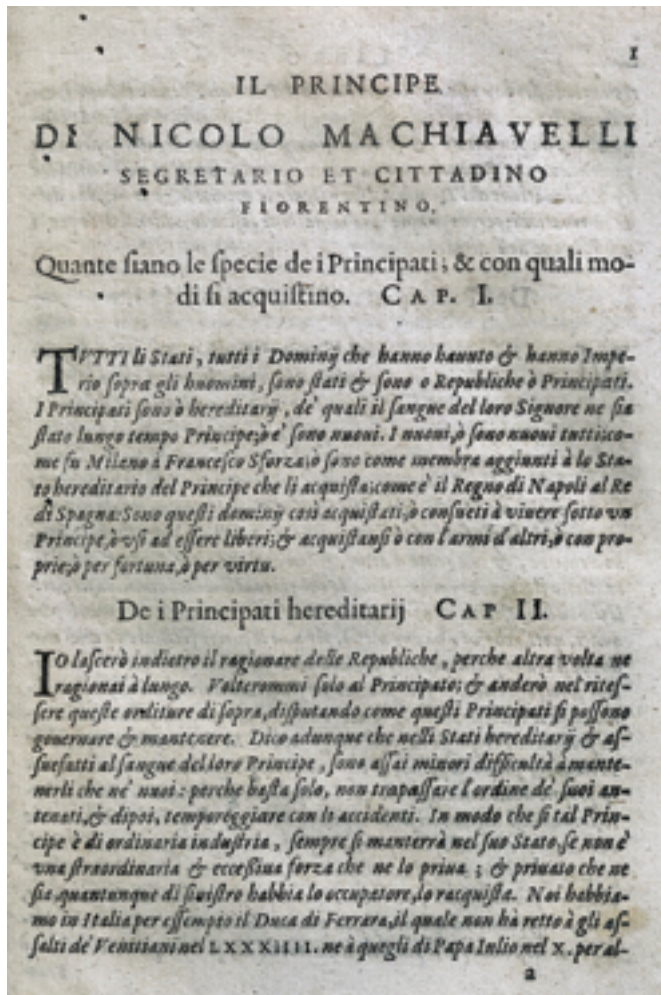 1
IL PRINCIPE
DI NICOLO MACHIAVELLI
SEGRETARIO ET CITTADINO
FIORENTINO.
Quante ſiano le ſpecie de i Principati; & con quali mo-
di ſi acquiſtino. CAP. I.
TVTTI li Stati, tutti i Dominij che hanno hauuto & hanno Impe-
rio ſopra gli huomini, ſono ſtati & ſono o Republiche ò Principati.
I Principati ſono ò hereditarij, de' quali il ſangue del loro Signore ne ſia
ſtato lungo tempo Principe; ò e' ſono nuoui. I nuoui, ò ſono nuoui tutti: co-
me fu Milano à Franceſco Sforza; ò ſono come membra aggiunti à lo Sta-
to hereditario del Principe che li acquiſta: come e' il Regno di Napoli al Re
di Spagna: Sono queſti dominij cosi acquiſtati, ò conſueti à viuere ſotto vn
Principe, ò vſi ad eſſere liberi; & acquiſtanſi ò con l'armi d'altri, ò con pro-
prie, ò per fortuna, ò per virtu.
De i Principati hereditarij CAP II.
IO laſcerò indietro il ragionare delle Republiche, perche altra volta ne
ragionai à lungo. Volterommi ſolo al Principato; & anderò nel riteſ-
ſere queſte orditure di ſopra, diſputando come queſti Principati ſi poſſono
gouernare & mantenere. Dico adunque che nelli Stati hereditarij & aſ-
ſuefatti al ſangue del loro Principe, ſono aſſai minori difficultà à mante-
nerli che ne' nuoi: perche baſta ſolo, non trapaſſare l'ordine de' ſuoi an-
tenati, & dipoi, temporeggiare con li accidenti. In modo che ſi tal Prin-
cipe è di ordinaria induſtria, ſempre ſi manterrà nel ſuo Stato, ſe non è
vna ſtraordinaria & ecceſſiua forza che ne lo priua; & priuato che ne
ſia, quantunque di ſiniſtro habbia lo occupatore, lo racquiſta. Noi habbia-
mo in Italia per eſſempio il Duca di Ferrara, il quale non hà retto à gli aſ-
ſalti de' Venitiani nel LXXXIIII. ne à quegli di Papa Iulio nel X. per al-
a